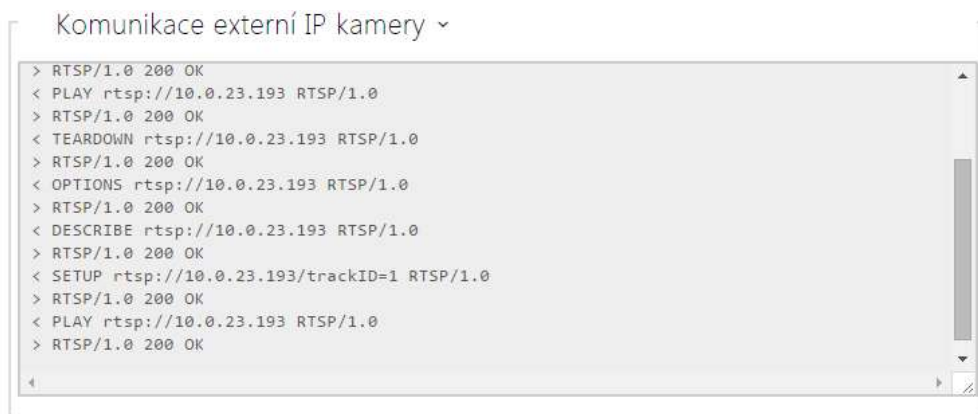 Komunikace externí IP kamery
> RTSP/1.0 200 OK
< PLAY rtsp://10.0.23.193 RTSP/1.0
> RTSP/1.0 200 OK
< TEARDOWN rtsp://10.0.23.193 RTSP/1.0
> RTSP/1.0 200 OK
< OPTIONS rtsp://10.0.23.193 RTSP/1.0
> RTSP/1.0 200 OK
< DESCRIBE rtsp://10.0.23.193 RTSP/1.0
> RTSP/1.0 200 OK
< SETUP rtsp://10.0.23.193/trackID=1 RTSP/1.0
> RTSP/1.0 200 OK
< PLAY rtsp://10.0.23.193 RTSP/1.0
> RTSP/1.0 200 OK